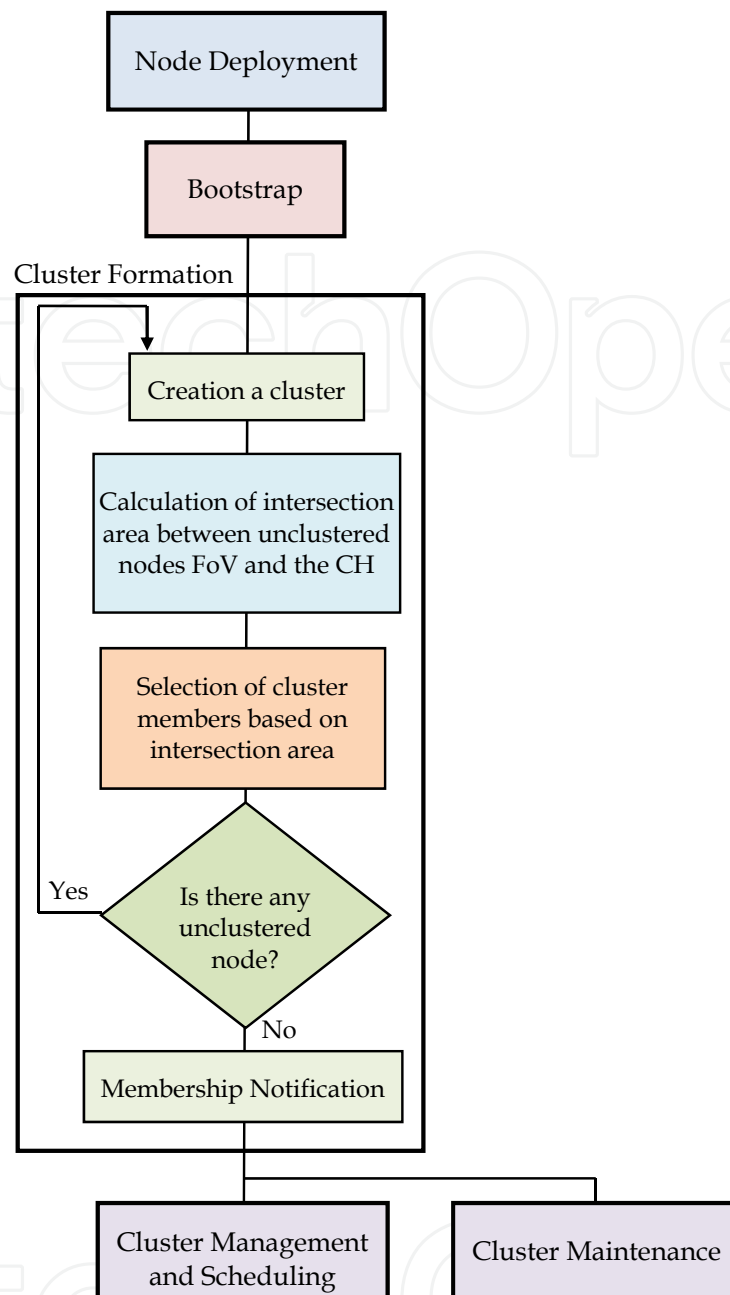 Node Deployment
Bootstrap
Cluster Formation
Creation a cluster
Calculation of intersection
area between unclustered
nodes FoV and the CH
Selection of cluster
members based on
intersection area
Yes
Is there any
unclustered
node?
No
Membership Notification
Cluster Management
and Scheduling
Cluster Maintenance